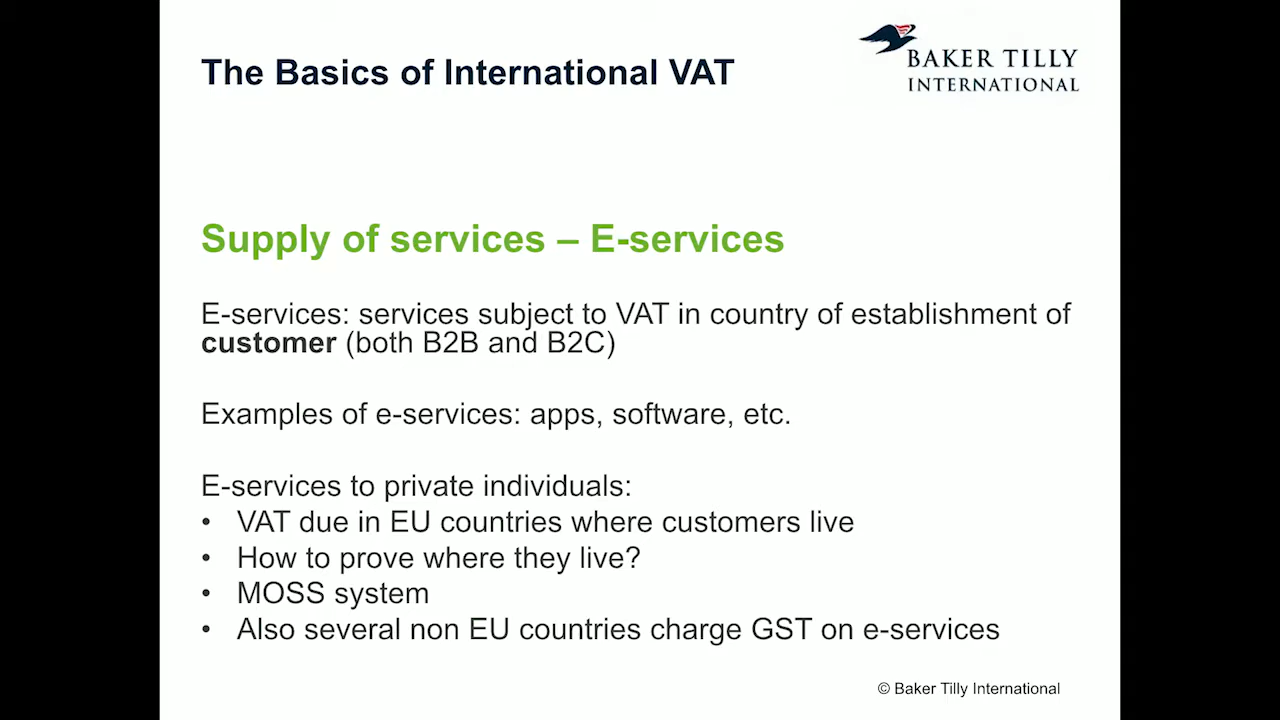 The Basics of International VAT
BAKER TILLY
INTERNATIONAL
Supply of services – E-services
E-services: services subject to VAT in country of establishment of
customer (both B2B and B2C)
Examples of e-services: apps, software, etc.
E-services to private individuals:
• VAT due in EU countries where customers live
• How to prove where they live?
• MOSS system
• Also several non EU countries charge GST on e-services
© Baker Tilly International